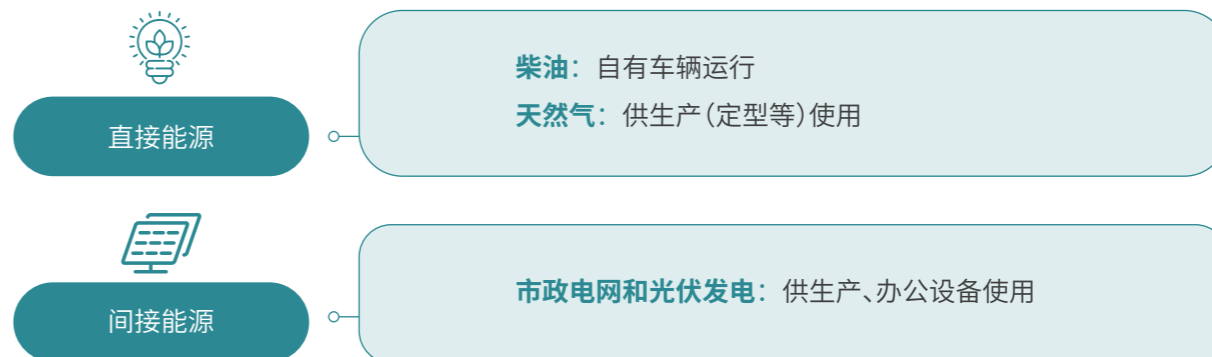 直接能源
柴油：自有车辆运行
天然气：供生产（定型等）使用
间接能源
市政电网和光伏发电：供生产、办公设备使用